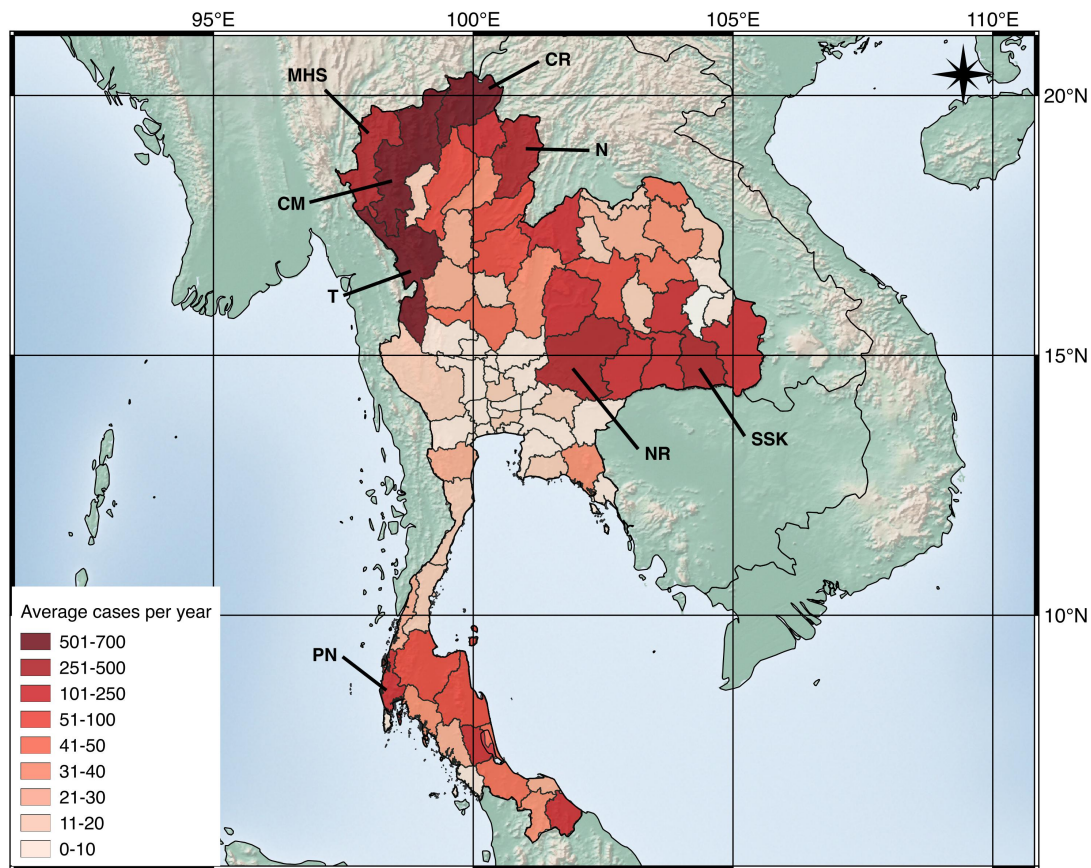 95°E
100°E
105°E
110°E
MHS
CR
20°N
N
CM
T
15°N
SSK
NR
10°N
PN
Average cases per year
501-700
251-500
101-250
51-100
41-50
31-40
21-30
11-20
0-10